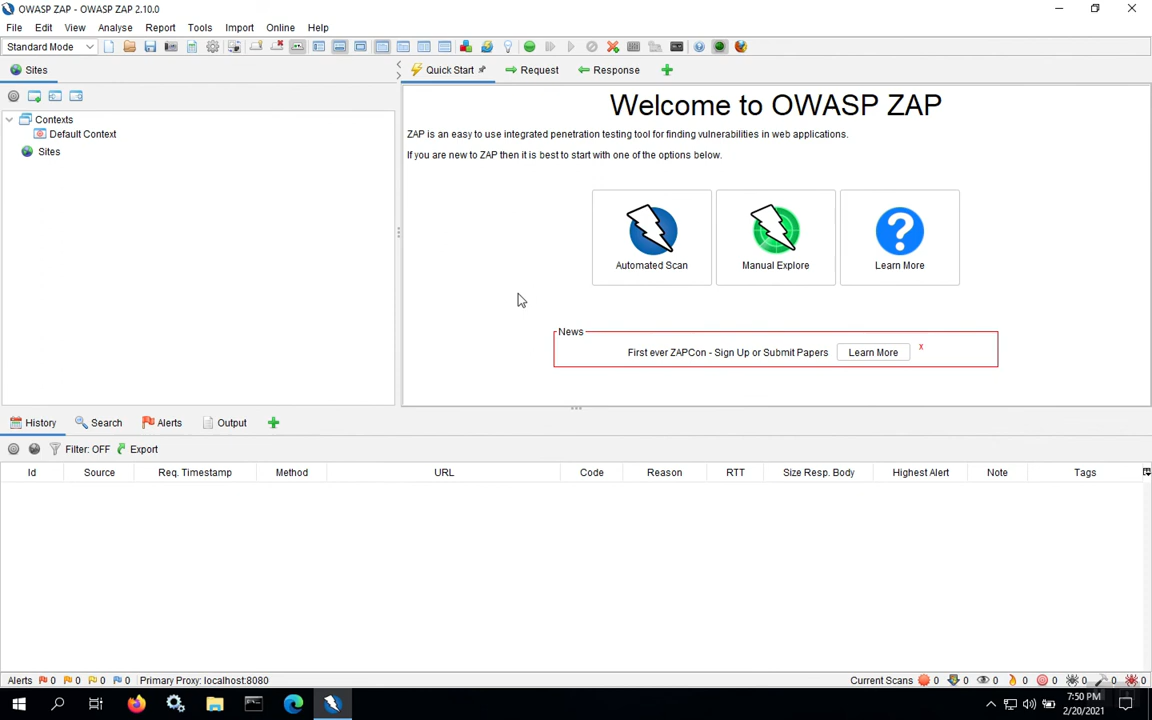 OWASP ZAP - OWASP ZAP 2.10.0
File Edit View Analyse Report Tools Import Online Help
Standard Mode
Sites
Quick Start Request Response
Contexts
Default Context
Sites
Welcome to OWASP ZAP
ZAP is an easy to use integrated penetration testing tool for finding vulnerabilities in web applications.
If you are new to ZAP then it is best to start with one of the options below.
Automated Scan Manual Explore Learn More
News
First ever ZAPCon - Sign Up or Submit Papers Learn More x
History Search Alerts Output
Filter: OFF Export
Id Source Req. Timestamp Method URL Code Reason RTT Size Resp. Body Highest Alert Note Tags
Alerts 0 0 0 0 Primary Proxy: localhost:8080 Current Scans 0 0 0 0 0 0 0 0
7:50 PM
2/20/2021